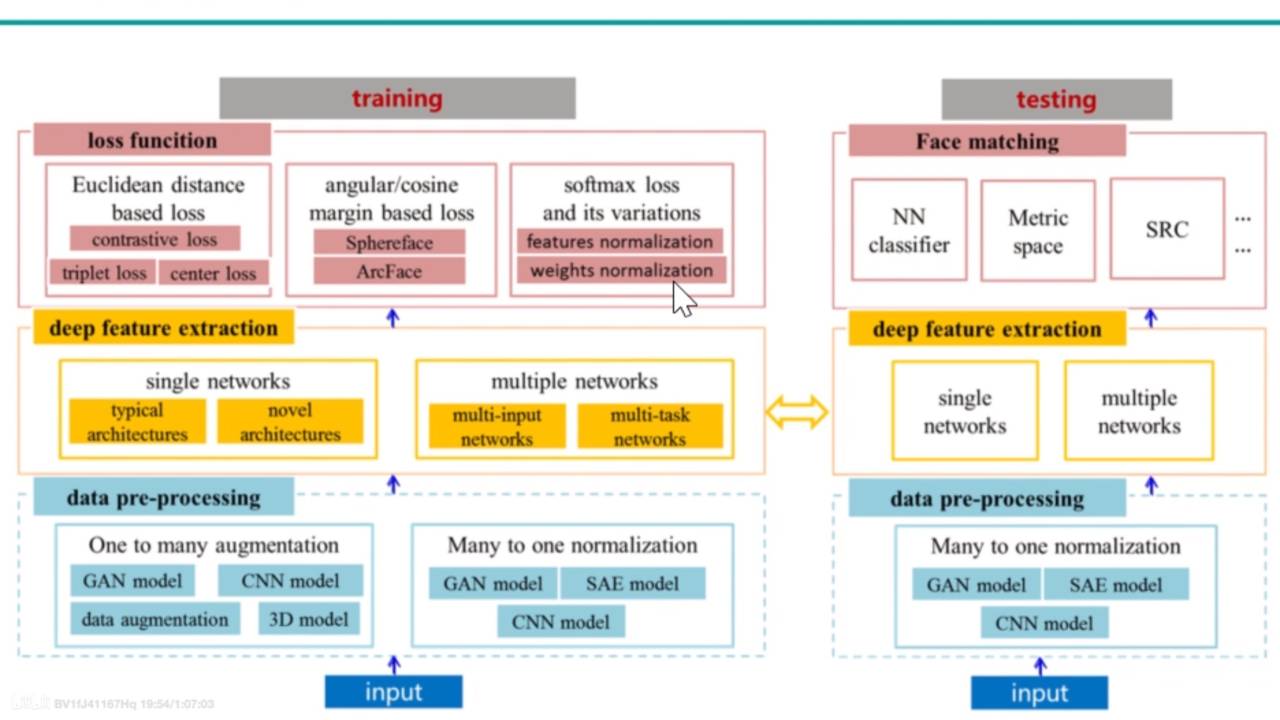 training
loss funcition
Euclidean distance
based loss
contrastive loss
triplet loss
center loss
angular/cosine
margin based loss
Sphereface
ArcFace
softmax loss
and its variations
features normalization
weights normalization
deep feature extraction
single networks
typical
architectures
novel
architectures
multiple networks
multi-input
networks
multi-task
networks
data pre-processing
One to many augmentation
GAN model
CNN model
data augmentation
3D model
Many to one normalization
GAN model
SAE model
CNN model
input
testing
Face matching
NN
classifier
Metric
space
SRC
...
...
deep feature extraction
single
networks
multiple
networks
data pre-processing
Many to one normalization
GAN model
SAE model
CNN model
input
BV1fJ41167Hq 19:54/1:07:03